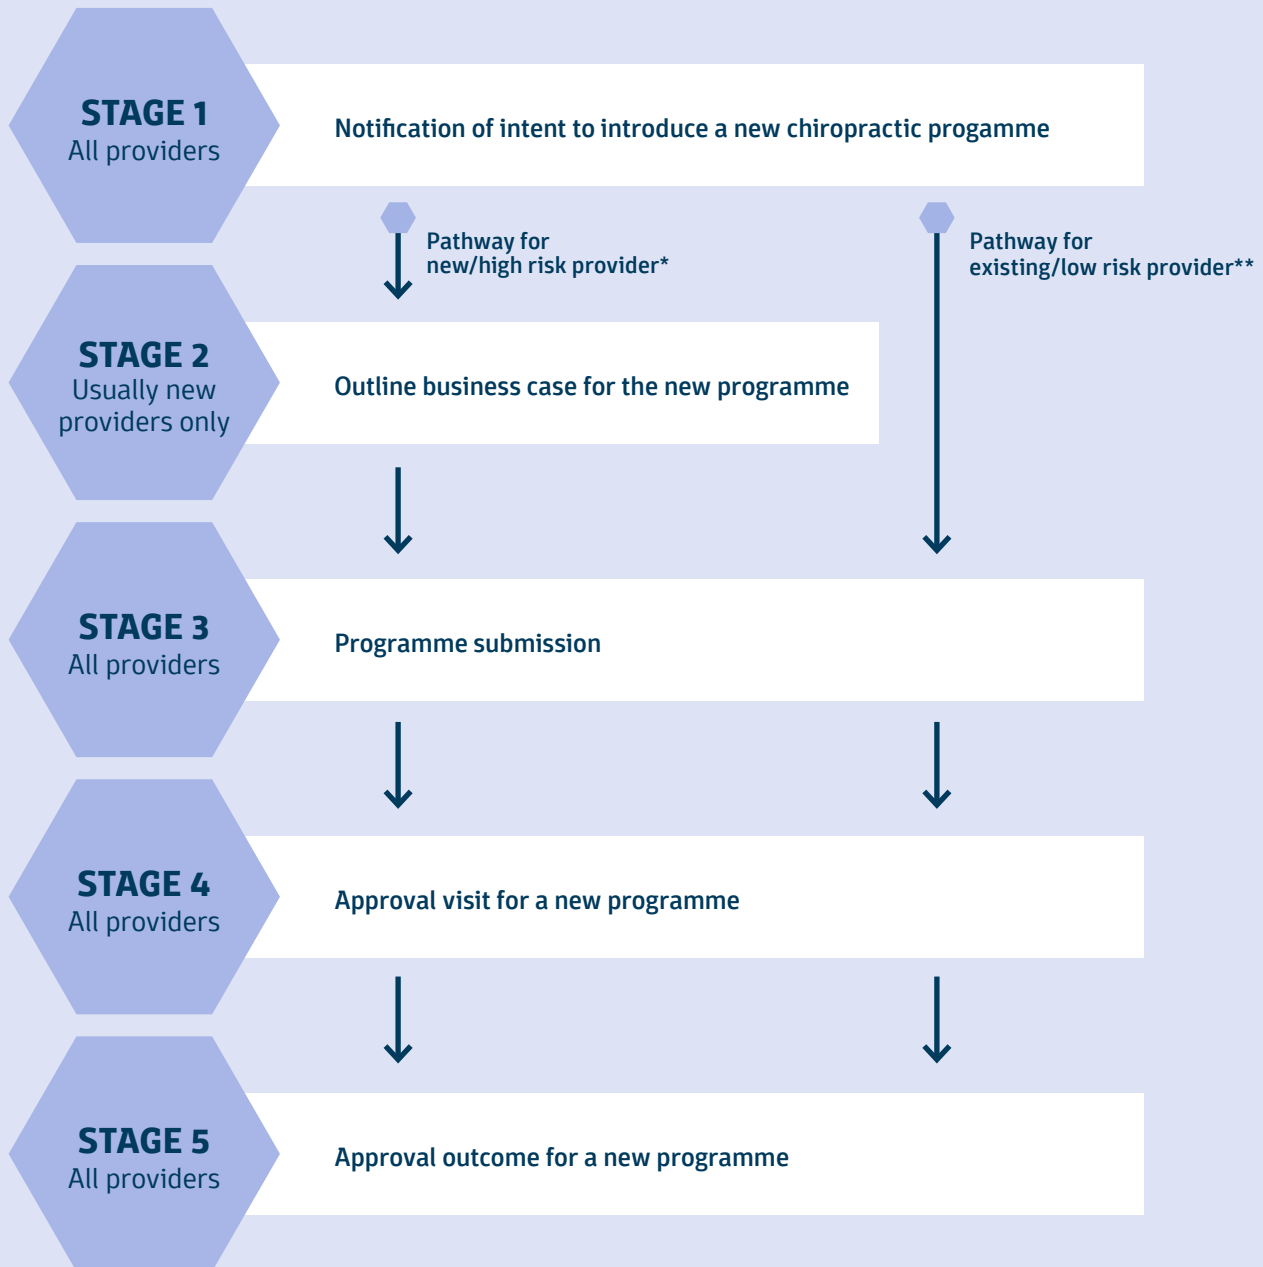 STAGE 1
All providers
Notification of intent to introduce a new chiropractic progamme
Pathway for
new/high risk provider*
Pathway for
existing/low risk provider**
STAGE 2
Usually new
providers only
Outline business case for the new programme
STAGE 3
All providers
Programme submission
STAGE 4
All providers
Approval visit for a new programme
STAGE 5
All providers
Approval outcome for a new programme